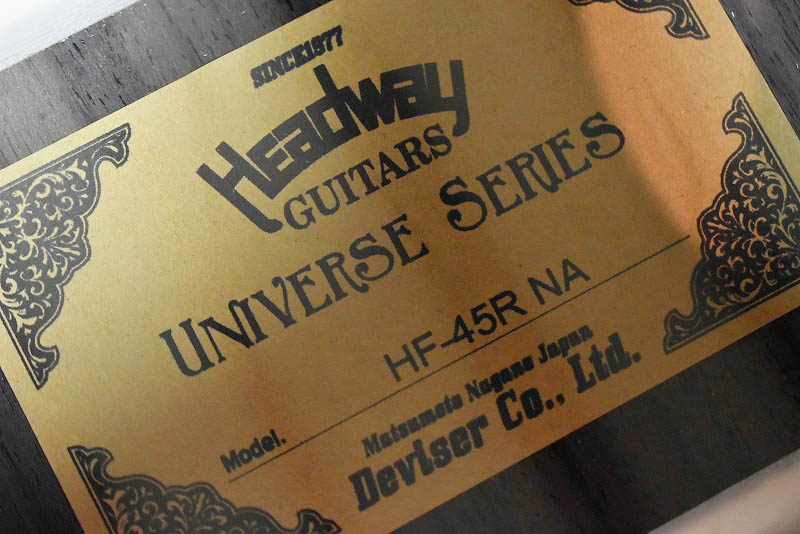 SINCE1977
Headway
GUITARS
UNIVERSE SERIES
HF-45R NA
Model.
Matsumoto Nagano Japan
Deviser Co., Ltd.